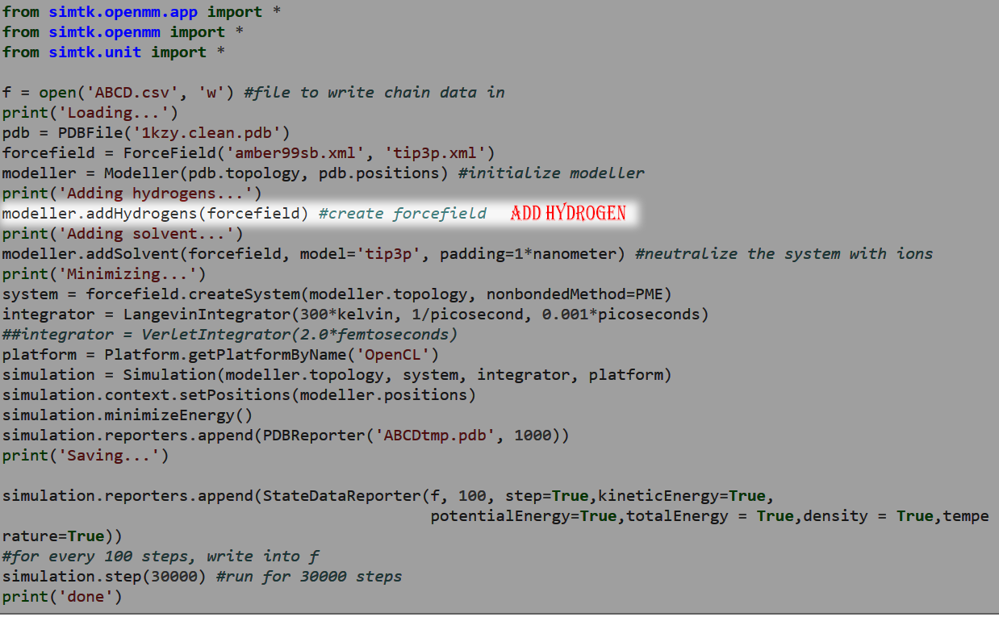 from simtk.openmm.app import *
from simtk.openmm import *
from simtk.unit import *
f = open('ABCD.csv', 'w') #file to write chain data in
print('Loading...')
pdb = PDBFile('1kzy.clean.pdb')
forcefield = ForceField('amber99sb.xml', 'tip3p.xml')
modeller = Modeller(pdb.topology, pdb.positions) #initialize modeller
print('Adding hydrogens...')
modeller.addHydrogens(forcefield) #create forcefield ADD HYDROGEN
print('Adding solvent...')
modeller.addSolvent(forcefield, model='tip3p', padding=1*nanometer) #neutralize the system with ions
print('Minimizing...')
system = forcefield.createSystem(modeller.topology, nonbondedMethod=PME)
integrator = LangevinIntegrator(300*kelvin, 1/picosecond, 0.001*picoseconds)
##integrator = VerletIntegrator(2.0*femtoseconds)
platform = Platform.getPlatformByName('OpenCL')
simulation = Simulation(modeller.topology, system, integrator, platform)
simulation.context.setPositions(modeller.positions)
simulation.minimizeEnergy()
simulation.reporters.append(PDBReporter('ABCDtmp.pdb', 1000))
print('Saving...')
simulation.reporters.append(StateDataReporter(f, 100, step=True,kineticEnergy=True,
potentialEnergy=True,totalEnergy = True,density = True,tempe
rature=True))
#for every 100 steps, write into f
simulation.step(30000) #run for 30000 steps
print('done')